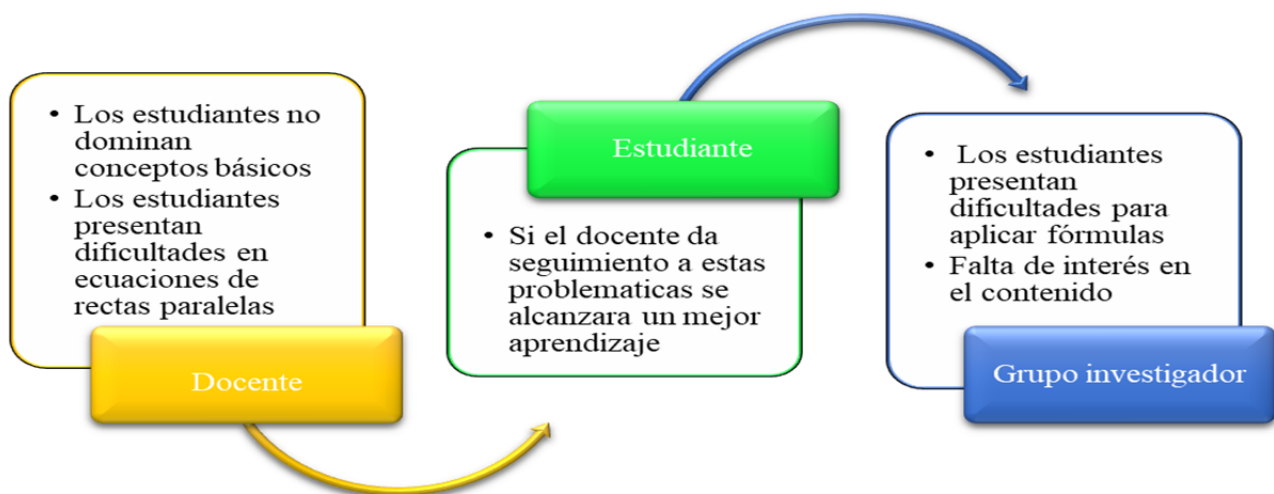 • Los estudiantes no
dominan
conceptos básicos
• Los estudiantes
presentan
dificultades en
ecuaciones de
rectas paralelas
Docente
Estudiante
• Si el docente da
seguimiento a estas
problematicas se
alcanzara un mejor
aprendizaje
• Los estudiantes
presentan
dificultades para
aplicar fórmulas
• Falta de interés en
el contenido
Grupo investigador